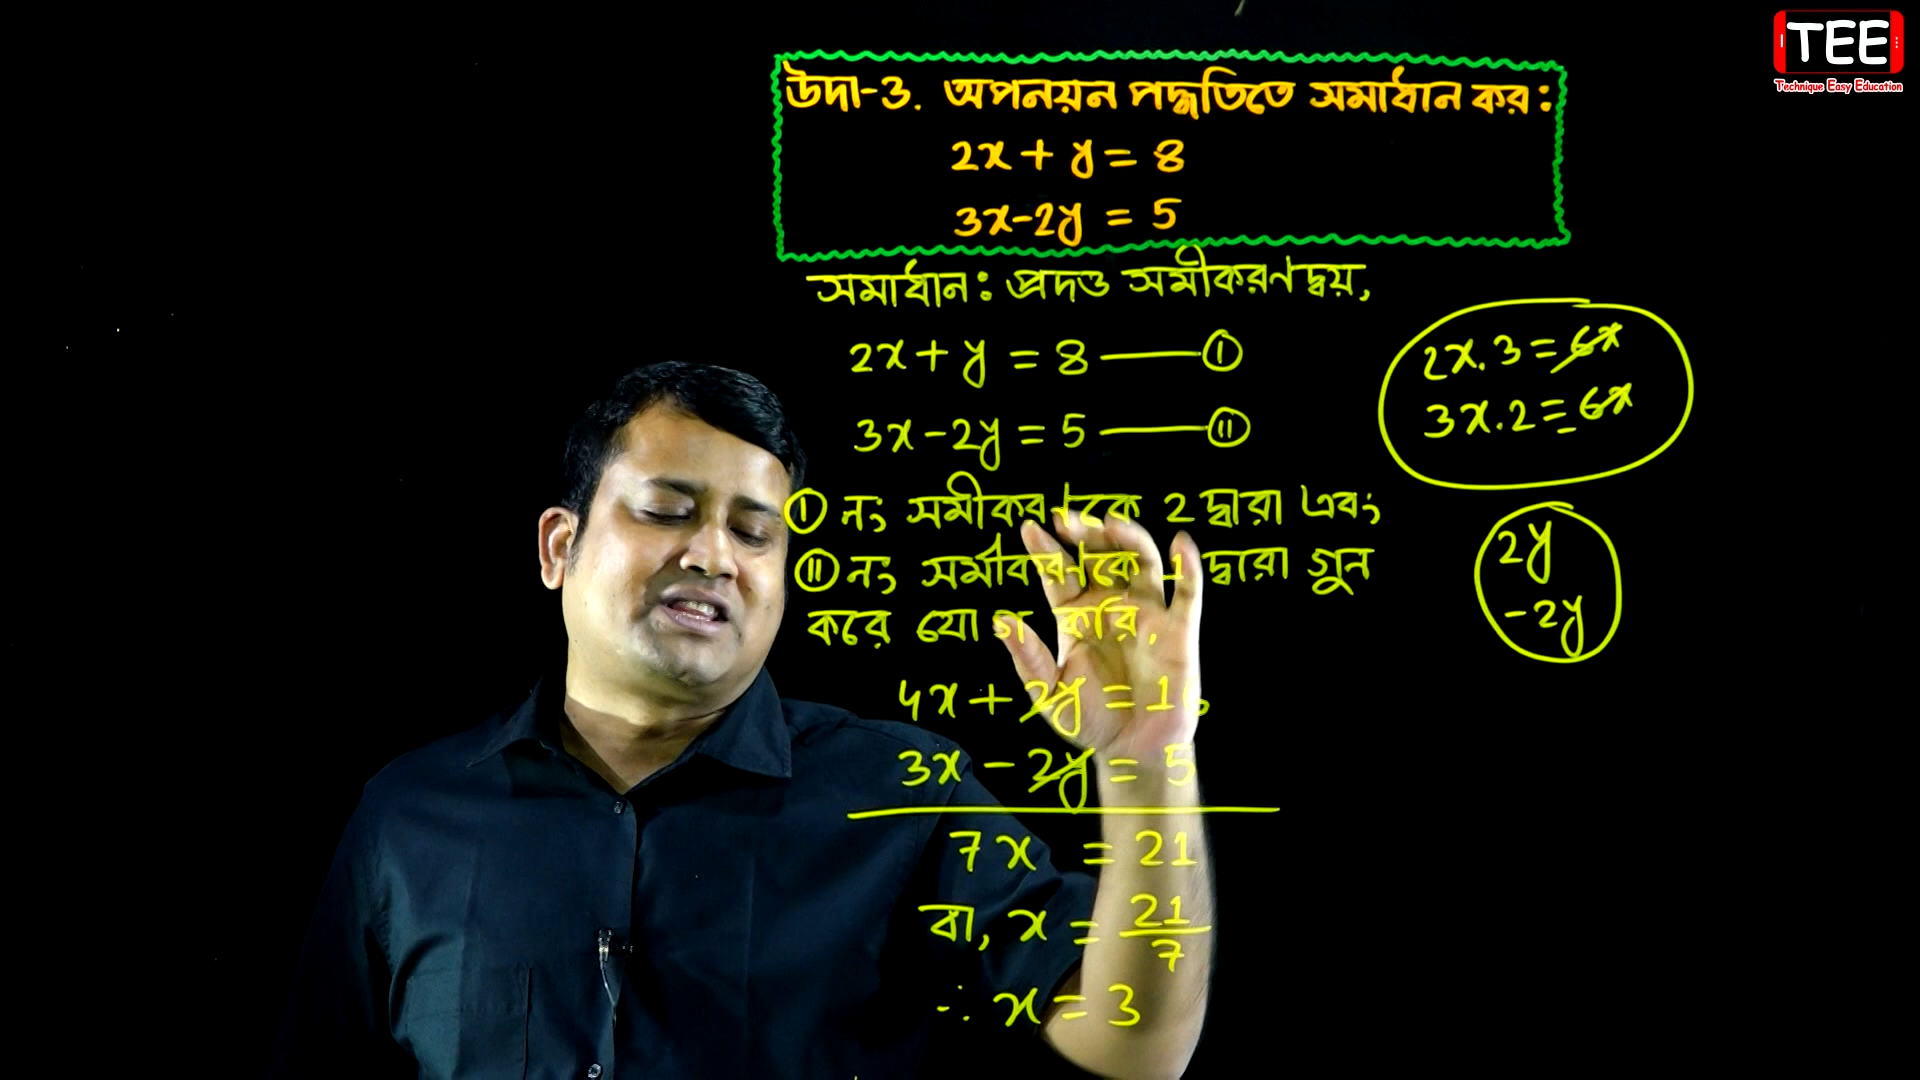 TEE
Technique Easy Education
উদা-৩. অপনয়ন পদ্ধতিতে সমাধান কর:
2x + y = 8
3x-2y = 5
সমাধান: প্রদত্ত সমীকরণদ্বয়,
2x + y = 8 —— (i)
3x-2y = 5 —— (ii)
(i) নং সমীকরণকে 2 দ্বারা এবং
(ii) নং সমীকরণকে 1 দ্বারা গুন
করে যোগ করি,
4x + 2y = 16
3x - 2y = 5
7x = 21
বা, x = 21/7
∴ x = 3
2x.3 = 6x
3x.2 = 6x
2y
-2y